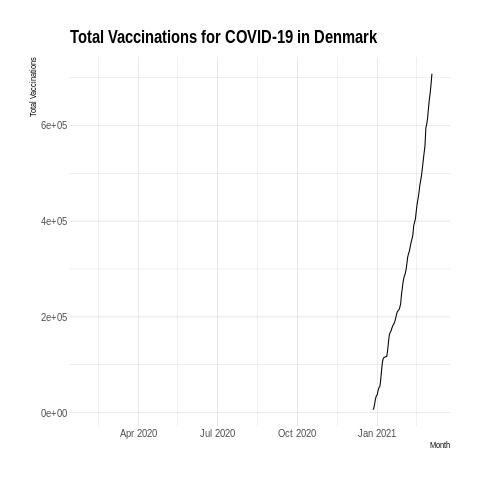 Total Vaccinations for COVID-19 in Denmark
Total Vaccinations
6e+05
4e+05
2e+05
0e+00
Apr 2020 Jul 2020 Oct 2020 Jan 2021
Month